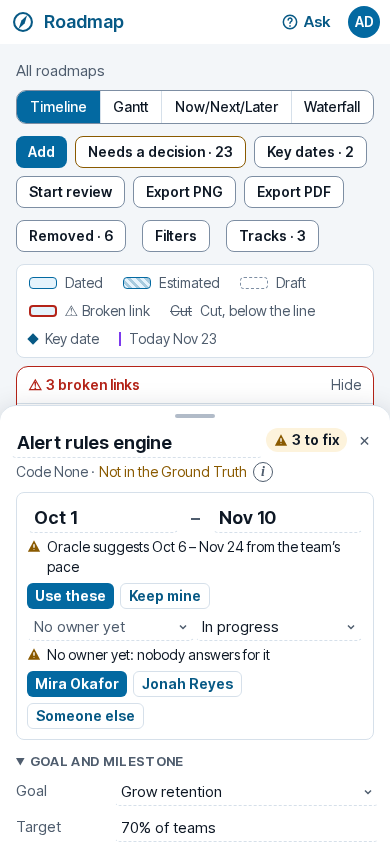 Roadmap
Ask
AD
All roadmaps
Timeline Gantt Now/Next/Later Waterfall
Add Needs a decision · 23 Key dates · 2
Start review Export PNG Export PDF
Removed · 6 Filters Tracks · 3
Dated Estimated Draft
⚠ Broken link Cut Cut, below the line
Key date Today Nov 23
⚠ 3 broken links Hide
Alert rules engine 3 to fix ×
Code None · Not in the Ground Truth i
Oct 1 – Nov 10
Oracle suggests Oct 6 – Nov 24 from the team's
pace
Use these Keep mine
No owner yet In progress
No owner yet: nobody answers for it
Mira Okafor Jonah Reyes
Someone else
▼ GOAL AND MILESTONE
Goal Grow retention
Target 70% of teams